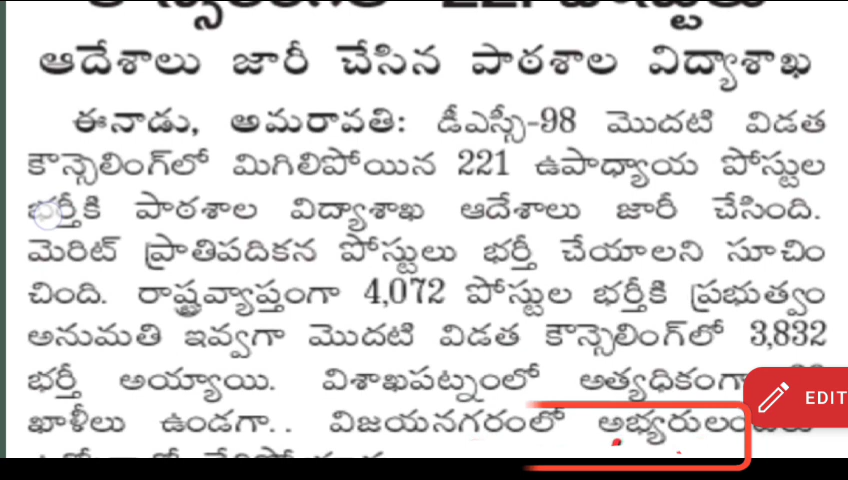 221 పోస్టులు
ఆదేశాలు జారీ చేసిన పాఠశాల విద్యాశాఖ
ఈనాడు, అమరావతి: డీఎస్సీ-98 మొదటి విడత
కౌన్సెలింగ్‌లో మిగిలిపోయిన 221 ఉపాధ్యాయ పోస్టుల
భర్తీకి పాఠశాల విద్యాశాఖ ఆదేశాలు జారీ చేసింది.
మెరిట్ ప్రాతిపదికన పోస్టులు భర్తీ చేయాలని సూచిం
చింది. రాష్ట్రవ్యాప్తంగా 4,072 పోస్టుల భర్తీకి ప్రభుత్వం
అనుమతి ఇవ్వగా మొదటి విడత కౌన్సెలింగ్‌లో 3,832
భర్తీ అయ్యాయి. విశాఖపట్నంలో అత్యధికంగా
ఖాళీలు ఉండగా.. విజయనగరంలో
EDIT